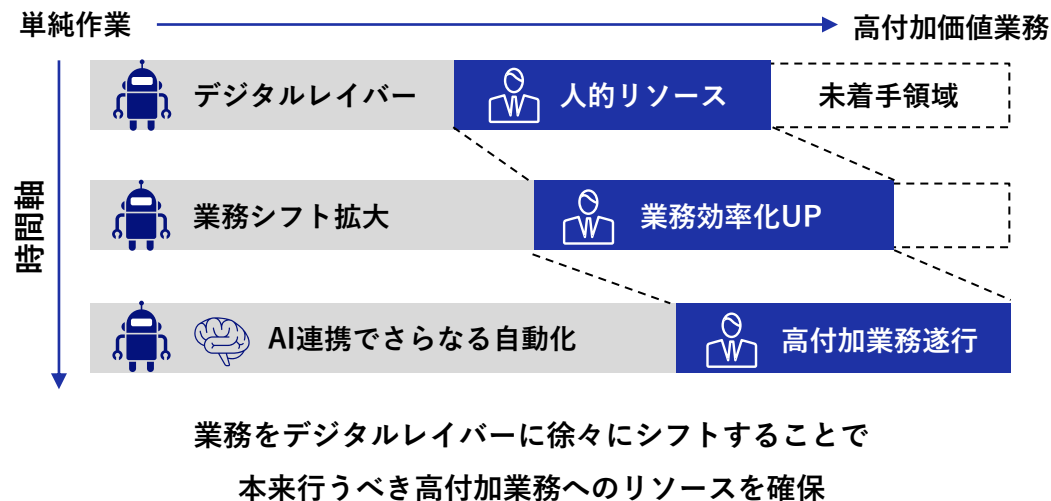 単純作業
高付加価値業務
デジタルレイバー
人的リソース
未着手領域
時間軸
業務シフト拡大
業務効率化UP
AI連携でさらなる自動化
高付加業務遂行
業務をデジタルレイバーに徐々にシフトすることで
本来行うべき高付加業務へのリソースを確保